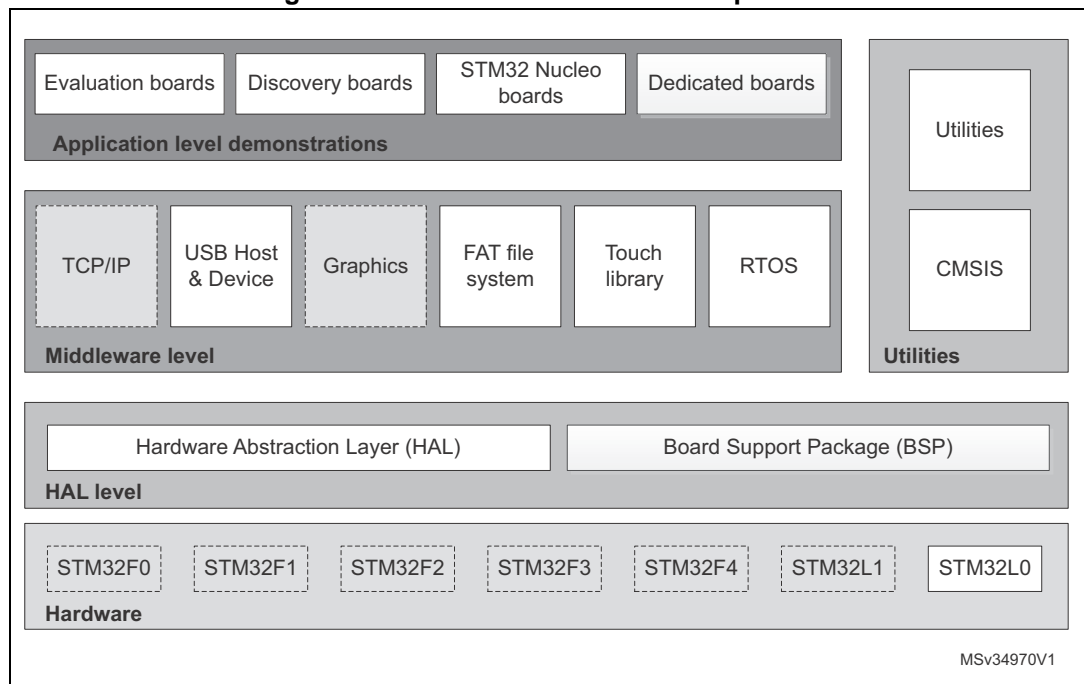 Evaluation boards
Discovery boards
STM32 Nucleo
boards
Dedicated boards
Application level demonstrations
Utilities
TCP/IP
USB Host
& Device
Graphics
FAT file
system
Touch
library
RTOS
Middleware level
CMSIS
Utilities
Hardware Abstraction Layer (HAL)
Board Support Package (BSP)
HAL level
STM32F0
STM32F1
STM32F2
STM32F3
STM32F4
STM32L1
STM32L0
Hardware
MSv34970V1